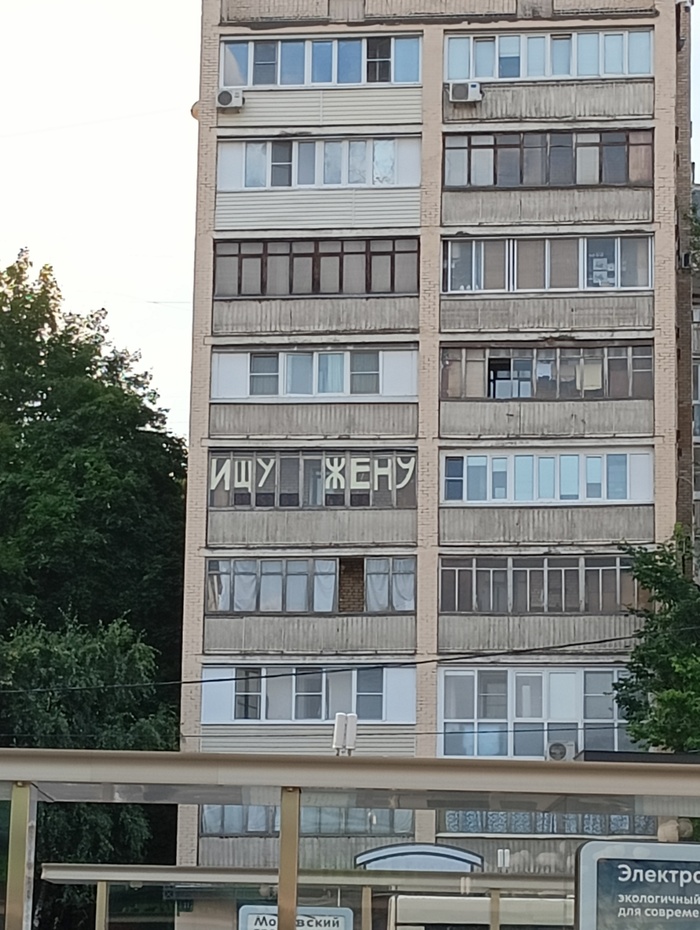 ИЩУ ЖЕНУ
Электро
экологичный
для совреме
Московский